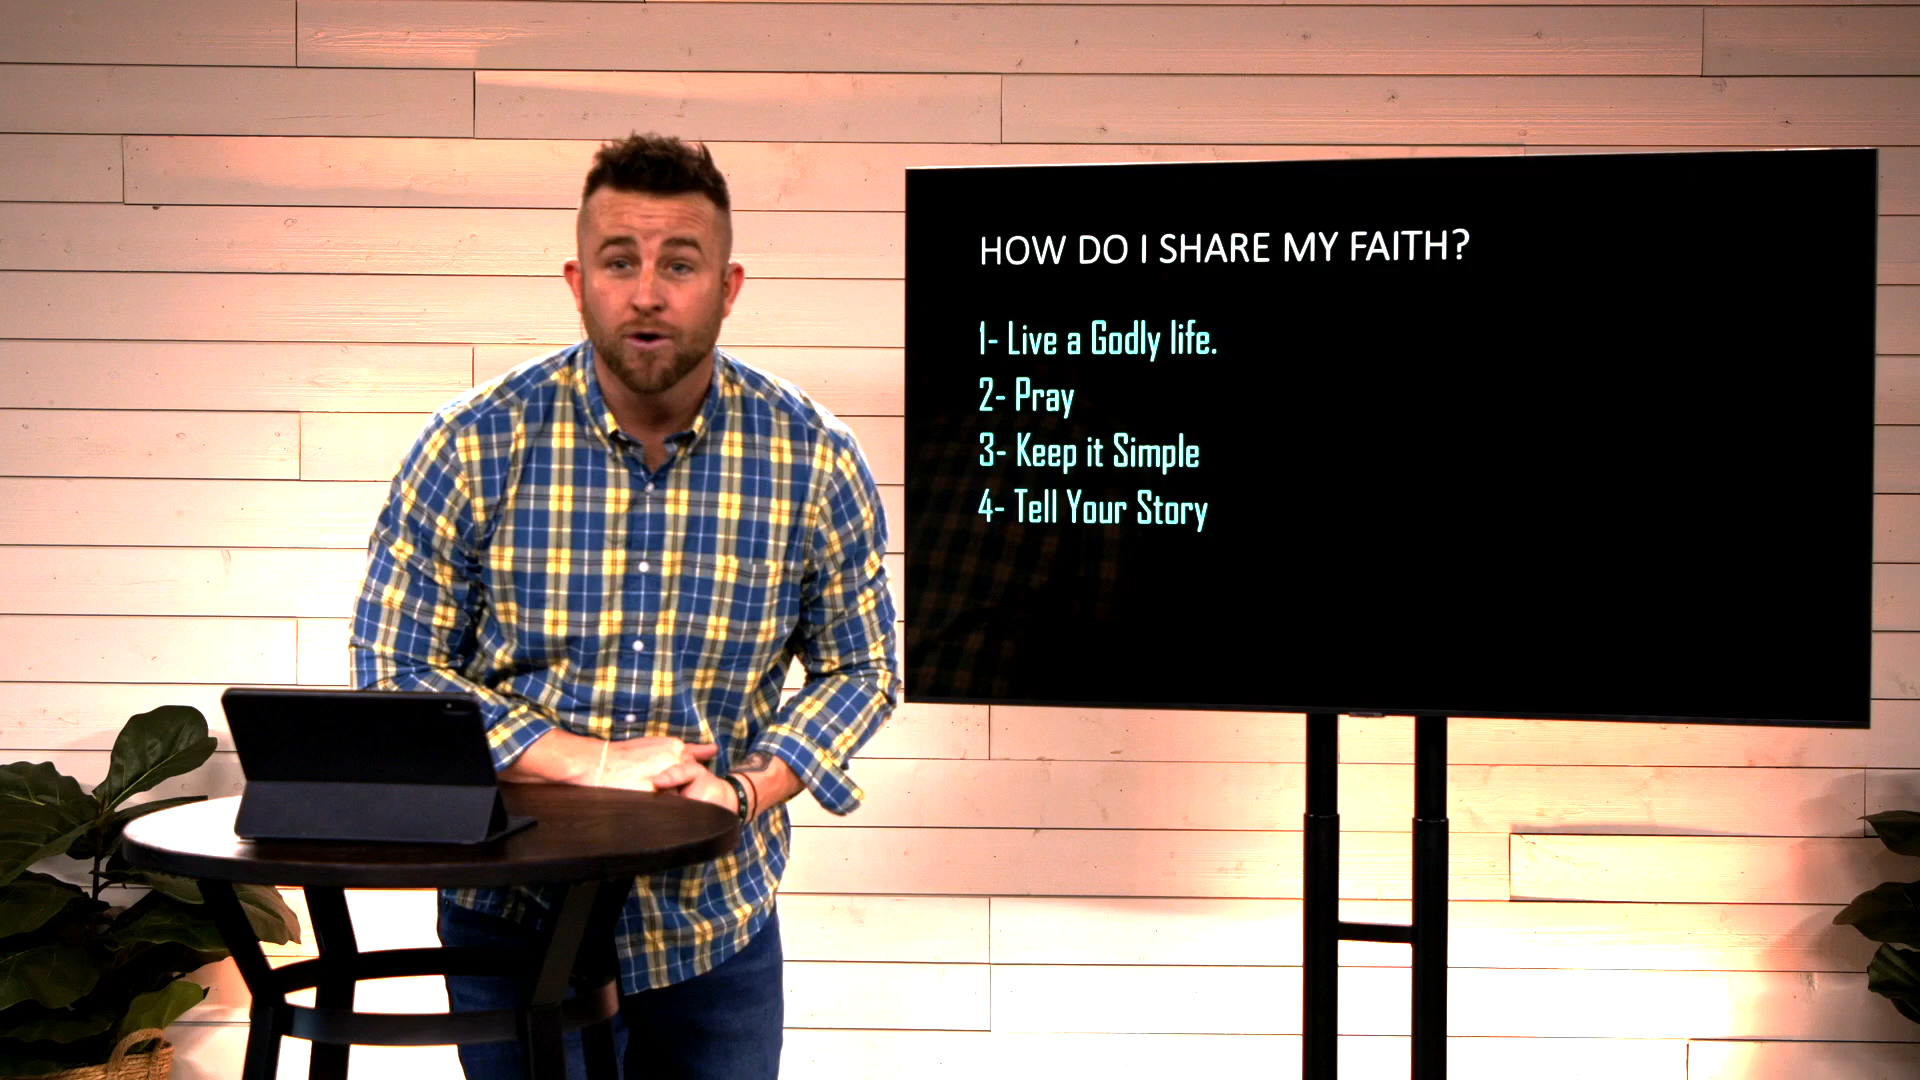 HOW DO I SHARE MY FAITH?
1- Live a Godly life.
2- Pray
3- Keep it Simple
4- Tell Your Story